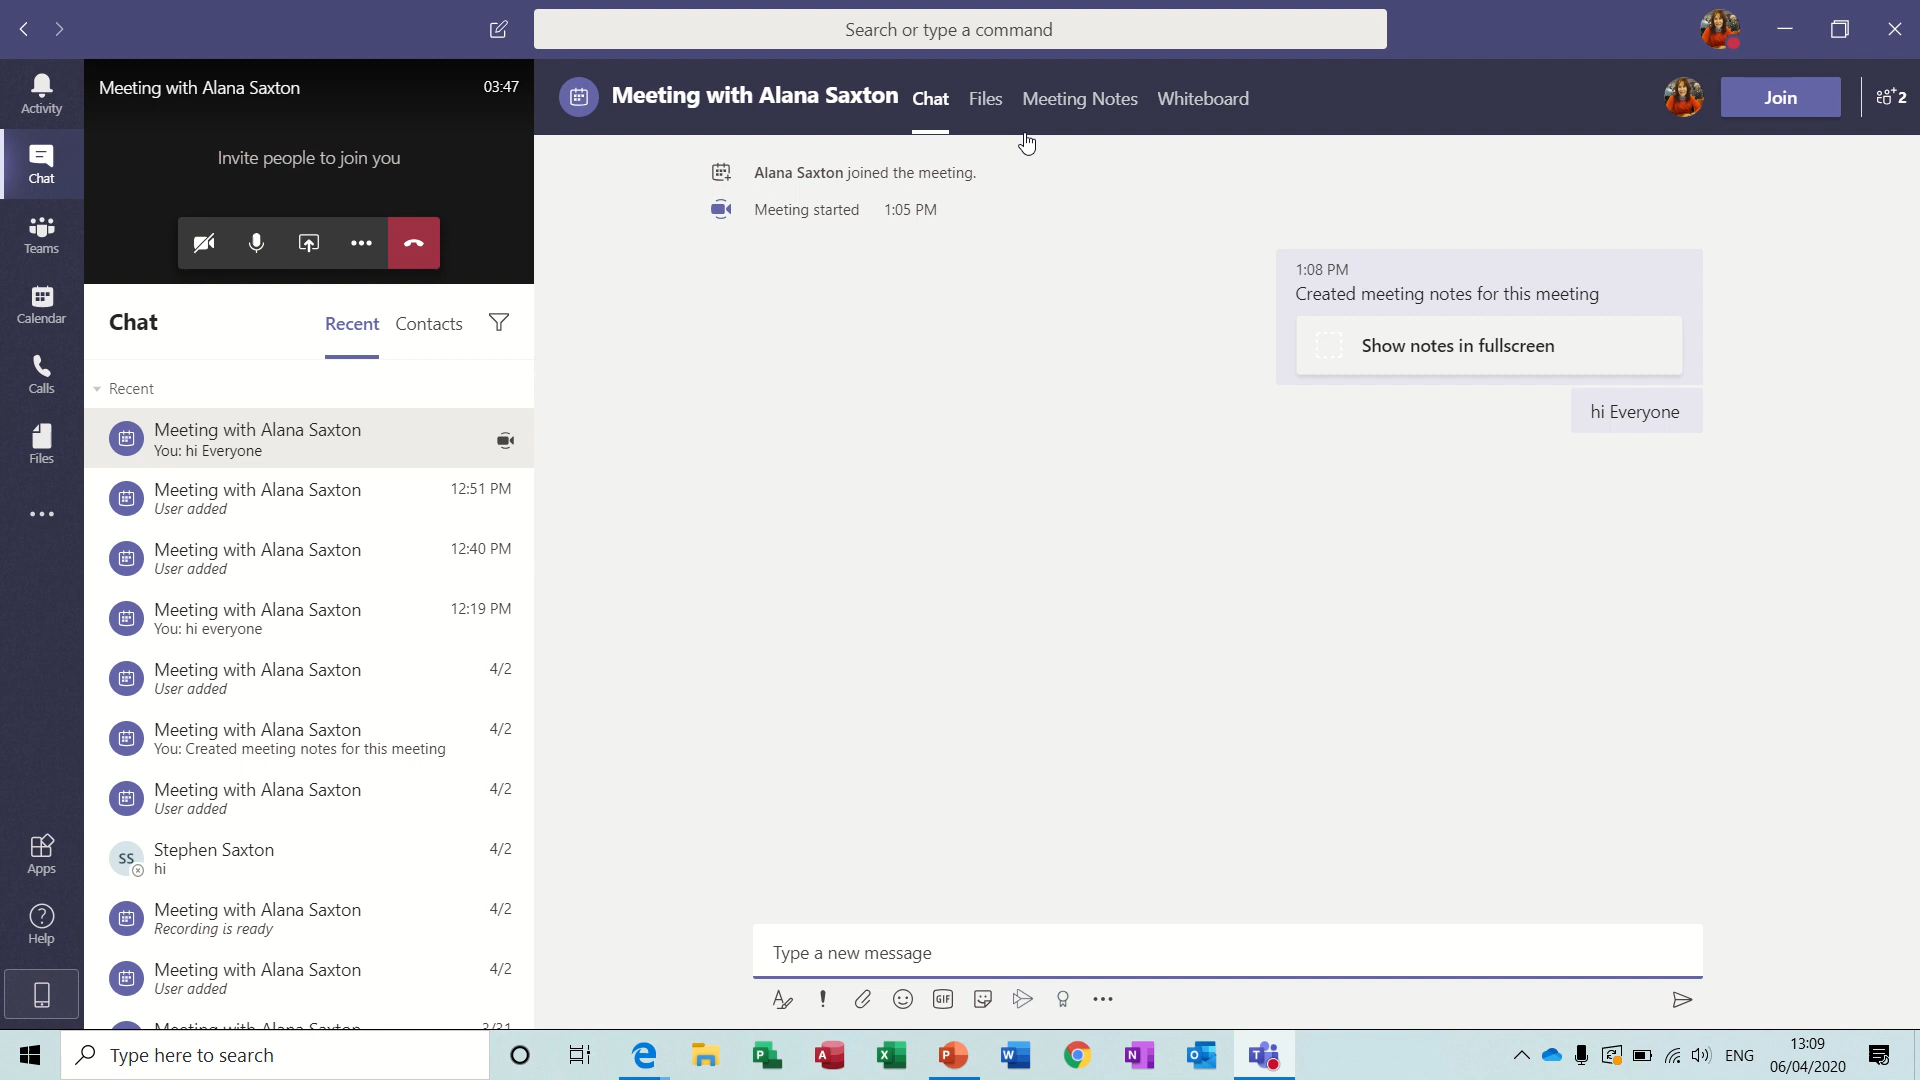 Search or type a command
Activity
Chat
Teams
Calendar
Calls
Files
Apps
Help
Meeting with Alana Saxton 03:47
Invite people to join you
Chat Recent Contacts
Recent
Meeting with Alana Saxton
You: hi Everyone
Meeting with Alana Saxton 12:51 PM
User added
Meeting with Alana Saxton 12:40 PM
User added
Meeting with Alana Saxton 12:19 PM
You: hi everyone
Meeting with Alana Saxton 4/2
User added
Meeting with Alana Saxton 4/2
You: Created meeting notes for this meeting
Meeting with Alana Saxton 4/2
User added
SS Stephen Saxton 4/2
hi
Meeting with Alana Saxton 4/2
Recording is ready
Meeting with Alana Saxton 4/2
User added
Meeting with Alana Saxton 3/31
Meeting with Alana Saxton Chat Files Meeting Notes Whiteboard Join 2
Alana Saxton joined the meeting.
Meeting started 1:05 PM
1:08 PM
Created meeting notes for this meeting
Show notes in fullscreen
hi Everyone
Type a new message
GIF
Type here to search
ENG
13:09
06/04/2020